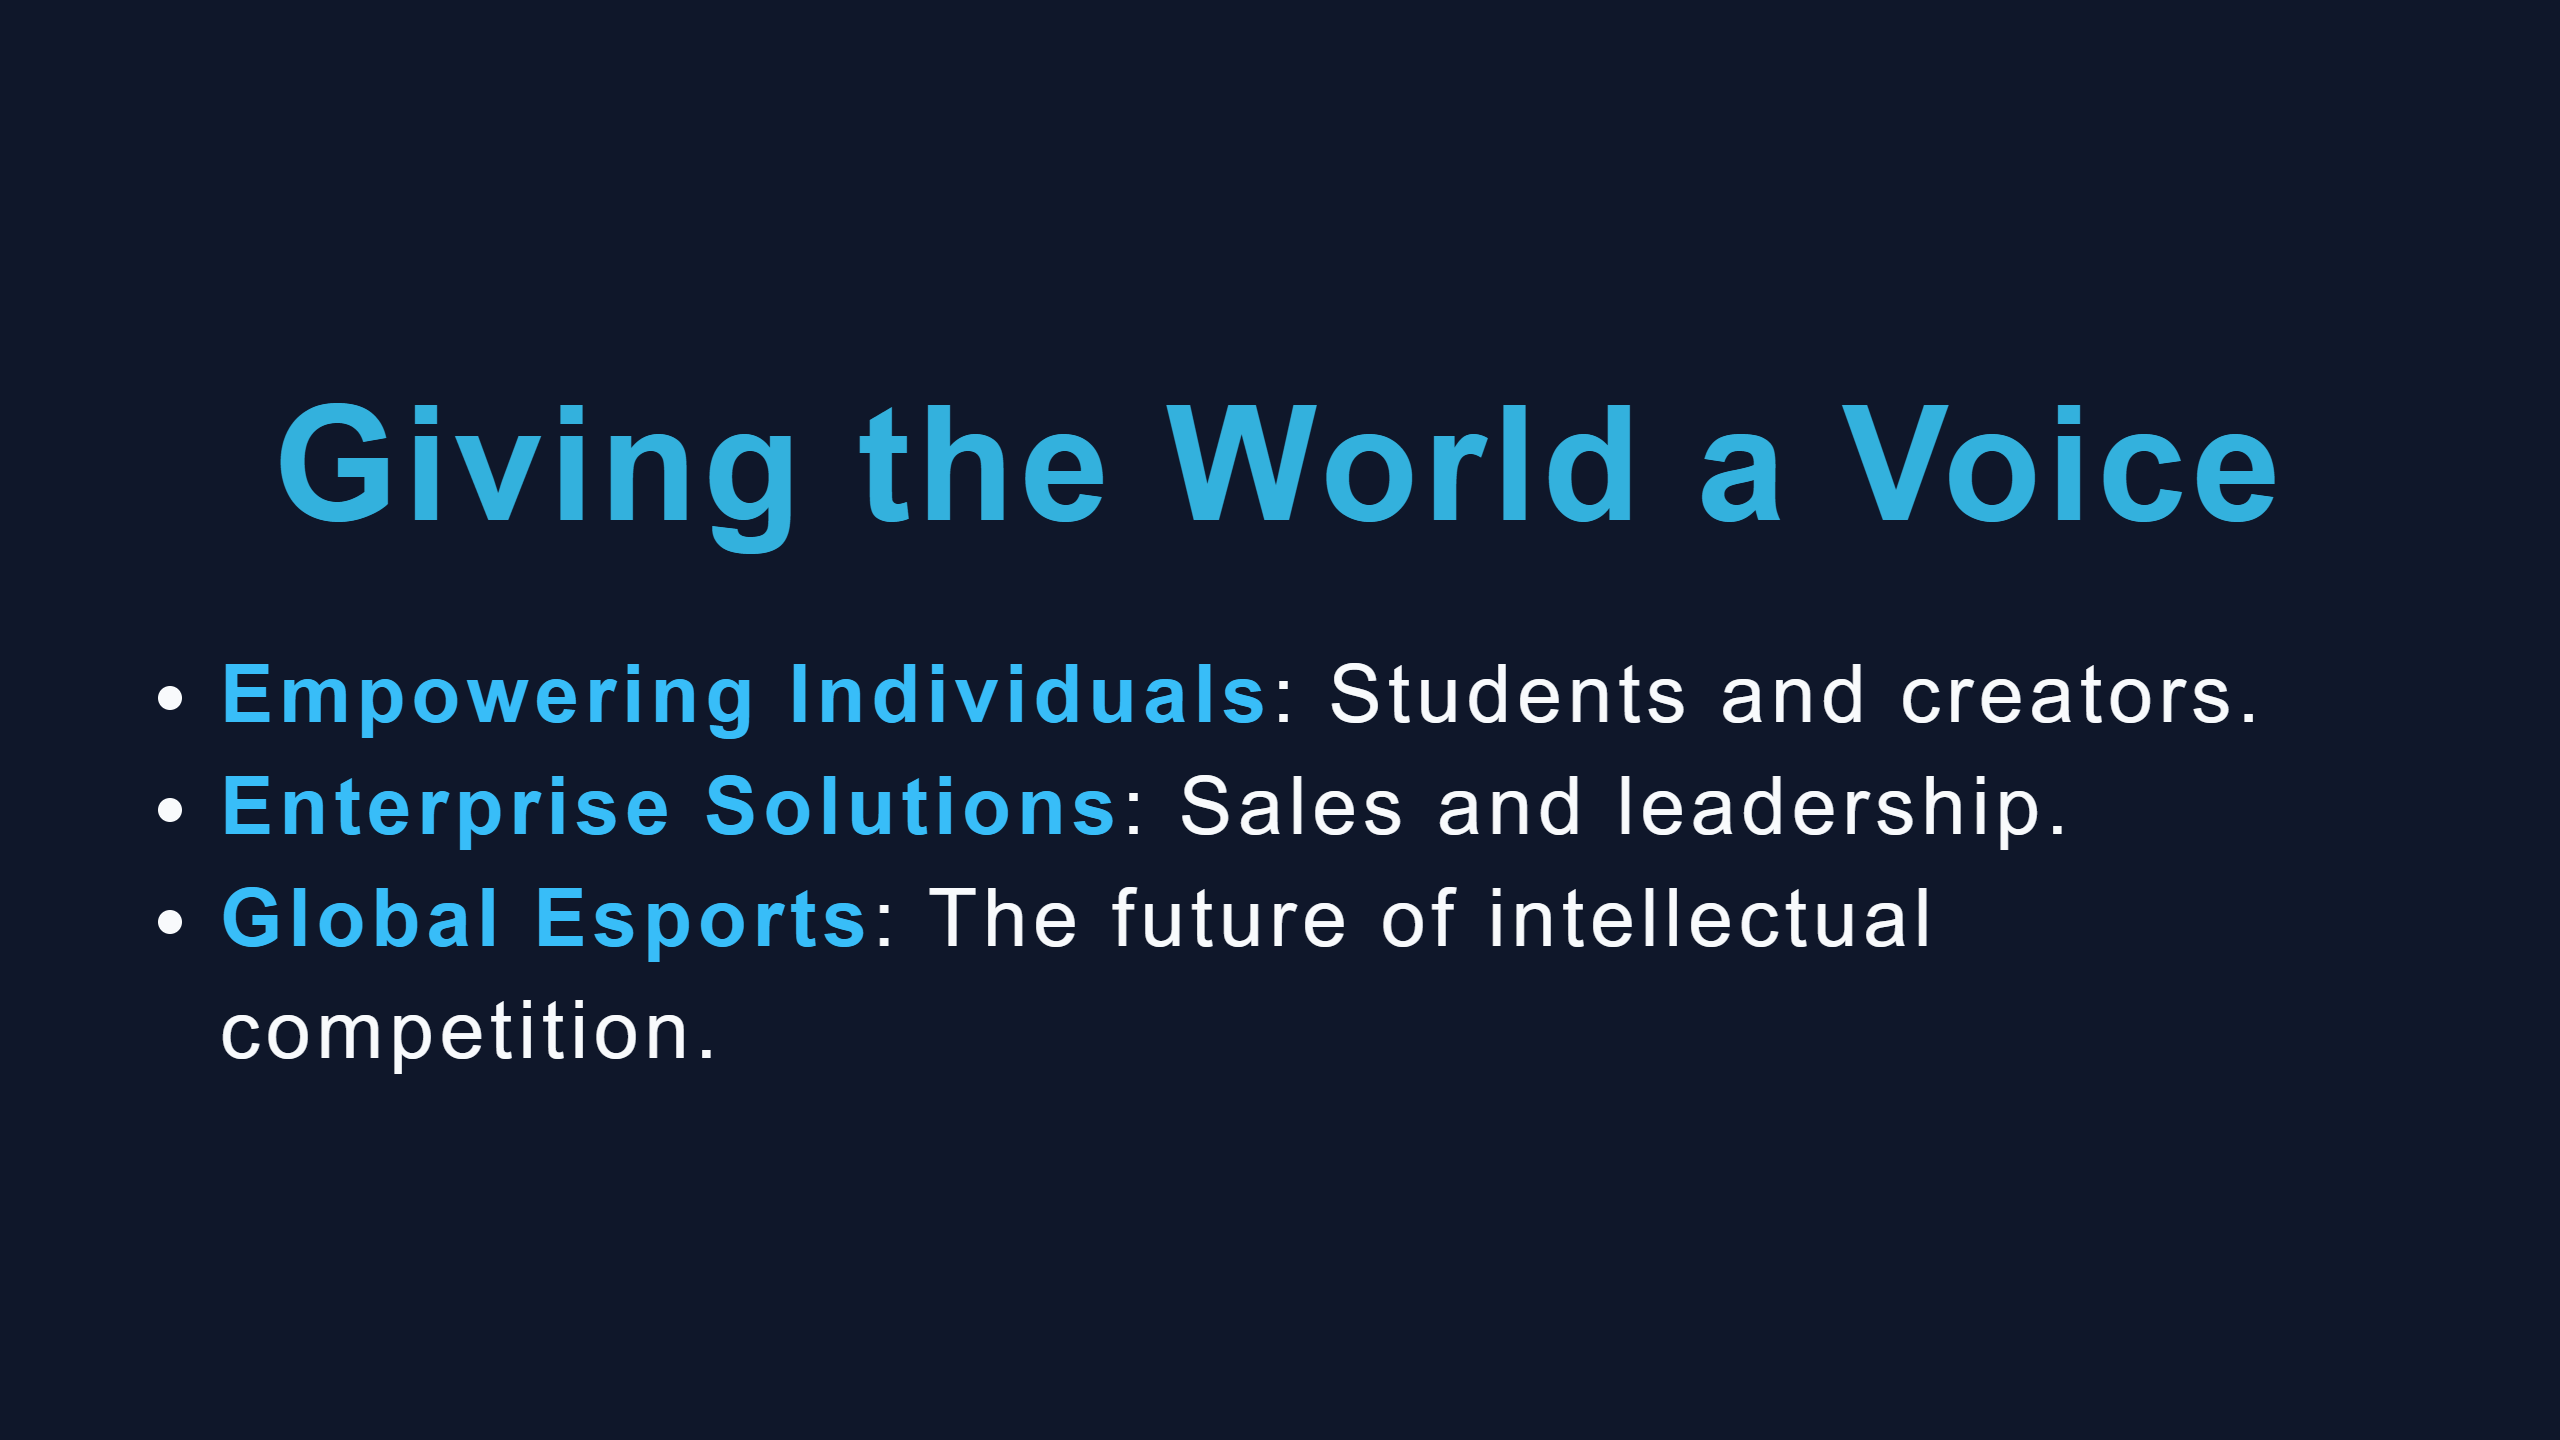 Giving the World a Voice
• Empowering Individuals: Students and creators.
• Enterprise Solutions: Sales and leadership.
• Global Esports: The future of intellectual
competition.